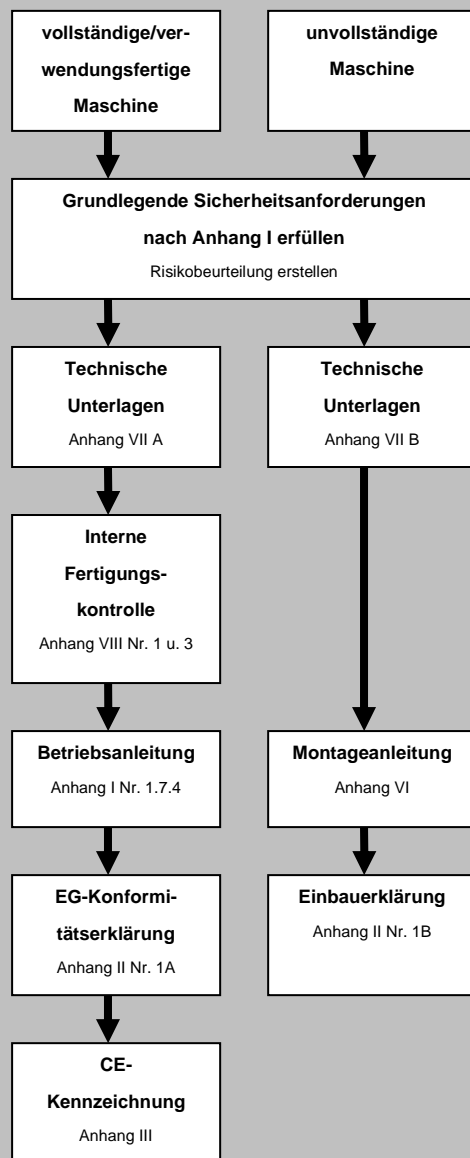 vollständige/ver-
wendungsfertige
Maschine
unvollständige
Maschine
Grundlegende Sicherheitsanforderungen
nach Anhang I erfüllen
Risikobeurteilung erstellen
Technische
Unterlagen
Anhang VII A
Technische
Unterlagen
Anhang VII B
Interne
Fertigungs-
kontrolle
Anhang VIII Nr. 1 u. 3
Betriebsanleitung
Anhang I Nr. 1.7.4
Montageanleitung
Anhang VI
EG-Konformi-
tätserklärung
Anhang II Nr. 1A
Einbauerklärung
Anhang II Nr. 1B
CE-
Kennzeichnung
Anhang III